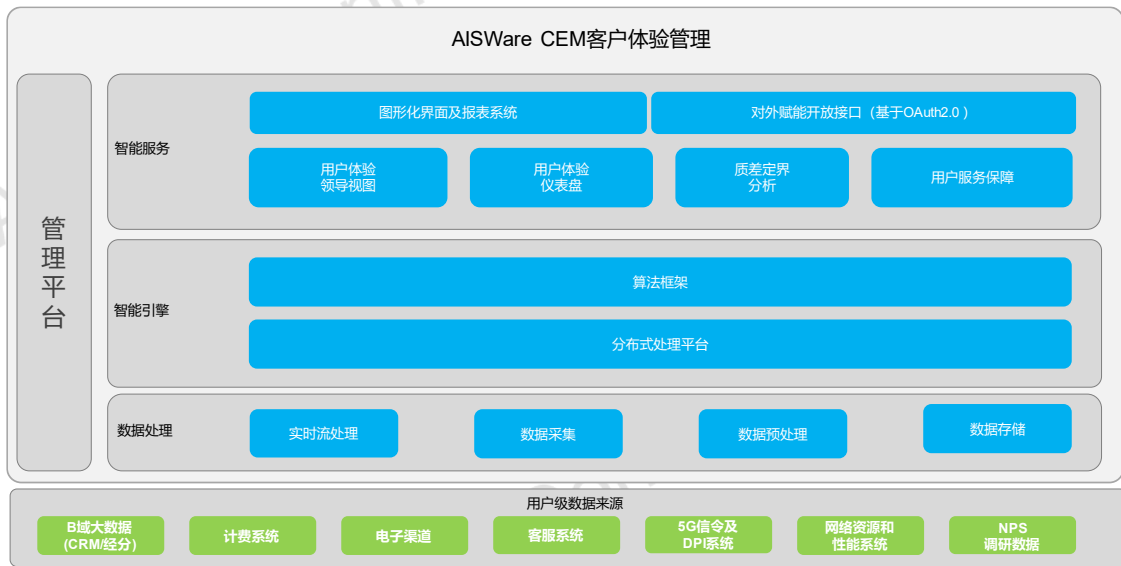 AISWare CEM客户体验管理
管
理
平
台
智能服务
图形化界面及报表系统
对外赋能开放接口（基于OAuth2.0 ）
用户体验
领导视图
用户体验
仪表盘
质差定界
分析
用户服务保障
智能引擎
算法框架
分布式处理平台
数据处理
实时流处理
数据采集
数据预处理
数据存储
用户级数据来源
B域大数据
(CRM/经分)
计费系统
电子渠道
客服系统
5G信令及
DPI系统
网络资源和
性能系统
NPS
调研数据